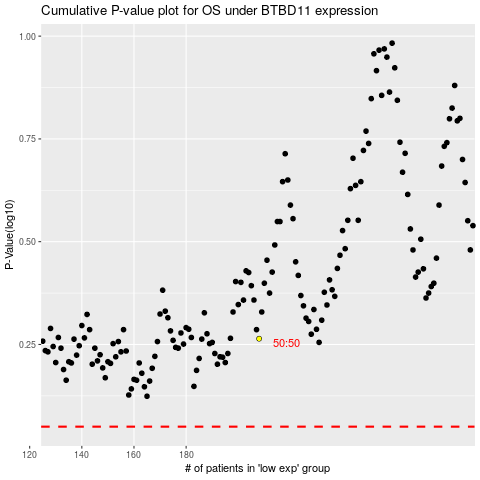 Cumulative P-value plot for OS under BTBD11 expression
1.00
0.75
0.50
0.25
P-Value(log10)
50:50
120 140 160 180
# of patients in 'low exp' group